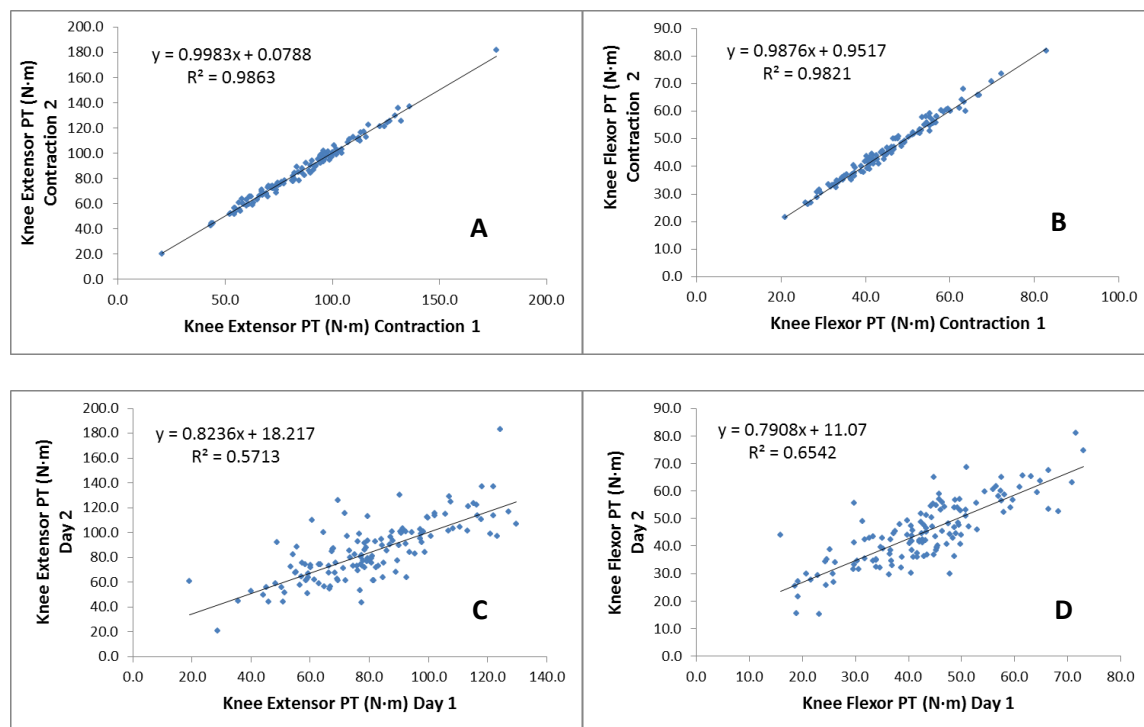 y = 0.9983x + 0.0788
R² = 0.9863
200.0
180.0
160.0
140.0
120.0
100.0
80.0
60.0
40.0
20.0
0.0
Knee Extensor PT (N·m)
Contraction 2
A
0.0 50.0 100.0 150.0 200.0
Knee Extensor PT (N·m) Contraction 1
y = 0.9876x + 0.9517
R² = 0.9821
90.0
80.0
70.0
60.0
50.0
40.0
30.0
20.0
10.0
0.0
Knee Flexor PT (N·m)
Contraction 2
B
0.0 20.0 40.0 60.0 80.0 100.0
Knee Flexor PT (N·m) Contraction 1
y = 0.8236x + 18.217
R² = 0.5713
200.0
180.0
160.0
140.0
120.0
100.0
80.0
60.0
40.0
20.0
0.0
Knee Extensor PT (N·m)
Day 2
C
0.0 20.0 40.0 60.0 80.0 100.0 120.0 140.0
Knee Extensor PT (N·m) Day 1
y = 0.7908x + 11.07
R² = 0.6542
90.0
80.0
70.0
60.0
50.0
40.0
30.0
20.0
10.0
0.0
Knee Flexor PT (N·m)
Day 2
D
0.0 10.0 20.0 30.0 40.0 50.0 60.0 70.0 80.0
Knee Flexor PT (N·m) Day 1